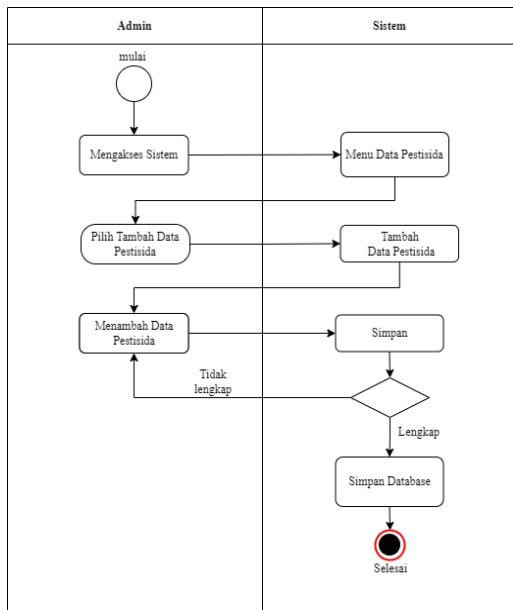 Admin
Sistem
mulai
Mengakses Sistem
Menu Data Pestisida
Pilih Tambah Data
Pestisida
Tambah
Data Pestisida
Menambah Data
Pestisida
Simpan
Tidak
lengkap
Lengkap
Simpan Database
Selesai